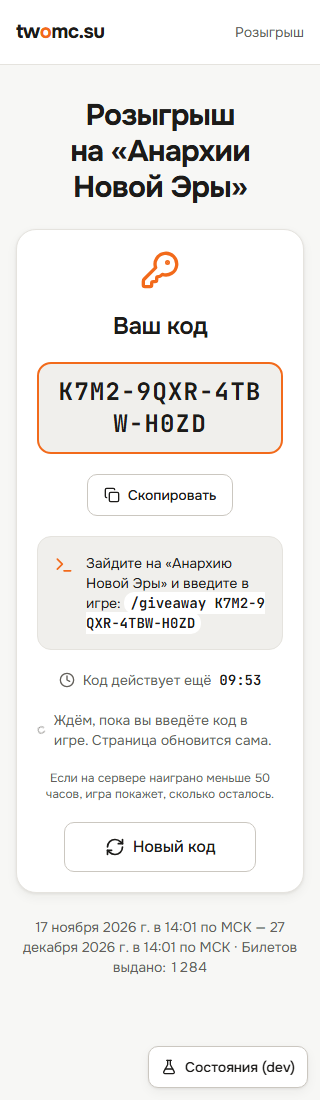 twomc.su
Розыгрыш
Розыгрыш
на «Анархии
Новой Эры»
Ваш код
K7M2-9QXR-4TB
W-H0ZD
Скопировать
Зайдите на «Анархию
Новой Эры» и введите в
игре: /giveaway K7M2-9
QXR-4TBW-H0ZD
Код действует ещё 09:53
Ждём, пока вы введёте код в
игре. Страница обновится сама.
Если на сервере наиграно меньше 50
часов, игра покажет, сколько осталось.
Новый код
17 ноября 2026 г. в 14:01 по МСК — 27
декабря 2026 г. в 14:01 по МСК · Билетов
выдано: 1 284
Состояния (dev)